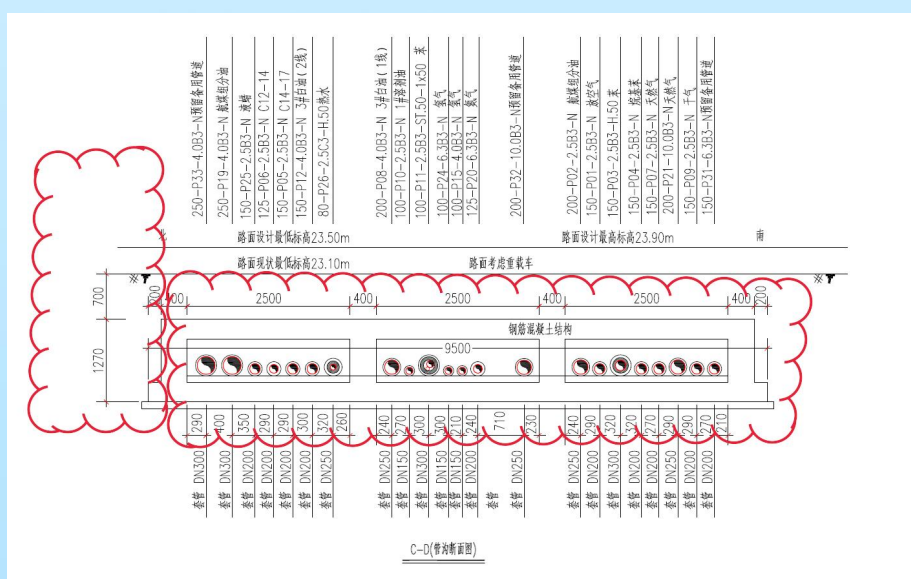 250-P33-4.0B3-N预留备用管道
250-P19-4.0B3-N 航煤组分油
150-P25-2.5B3-N 液蜡
125-P06-2.5B3-N C12-14
150-P05-2.5B3-N C14-17
150-P12-4.0B3-N 3#白油(2线)
80-P26-2.5C3-H.50热水
200-P08-4.0B3-N 3#白油(1线)
100-P10-2.5B3-N 1#溶剂油
100-P11-2.5B3-ST.50-1x50 苯
100-P24-6.3B3-N 氢气
100-P15-4.0B3-N 氢气
125-P20-6.3B3-N 氮气
200-P32-10.0B3-N预留备用管道
200-P02-2.5B3-N 航煤组分油
150-P01-2.5B3-N 放空气
150-P03-2.5B3-H.50 苯
150-P04-2.5B3-N 烷基苯
150-P07-2.5B3-N 天然气
200-P21-10.0B3-N 天然气
150-P09-2.5B3-N 干气
150-P31-6.3B3-N预留备用管道
北 路面设计最低标高23.50m 路面设计最高标高23.90m 南
路面现状最低标高23.10m 路面考虑重载车
700 700 400 2500 400 2500 400 2500 400 200
钢筋混凝土结构
1270 9500
290 400 350 290 290 300 320 260 240 270 300 300 210 240 710 230 240 290 320 320 270 290 290 270 210
套管 DN300
套管 DN300
套管 DN200
套管 DN200
套管 DN200
套管 DN200
套管 DN250
套管 DN250
套管 DN150
套管 DN300
套管 DN150
套管 DN150
套管 DN200
套管
套管 DN250
套管 DN250
套管 DN200
套管 DN300
套管 DN200
套管 DN200
套管 DN250
套管 DN200
套管 DN200
C-D(管沟断面图)